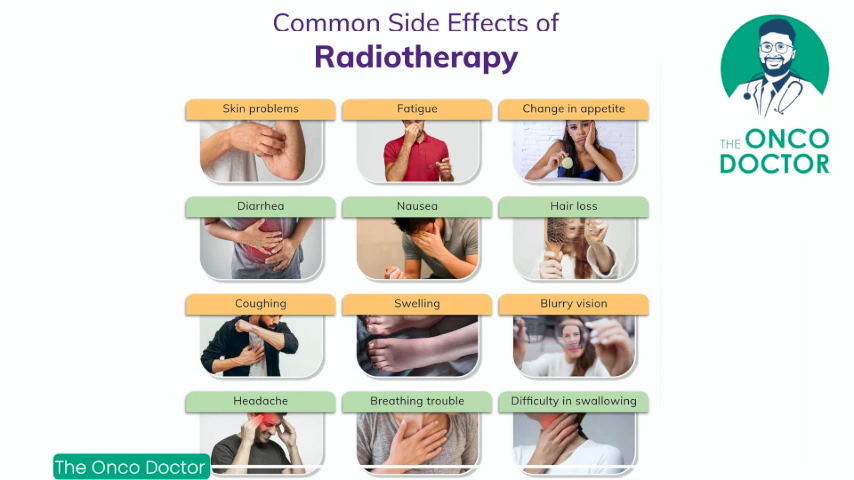 Common Side Effects of
Radiotherapy
Skin problems
Fatigue
Change in appetite
Diarrhea
Nausea
Hair loss
Coughing
Swelling
Blurry vision
Headache
Breathing trouble
Difficulty in swallowing
THE ONCO
DOCTOR
The Onco Doctor